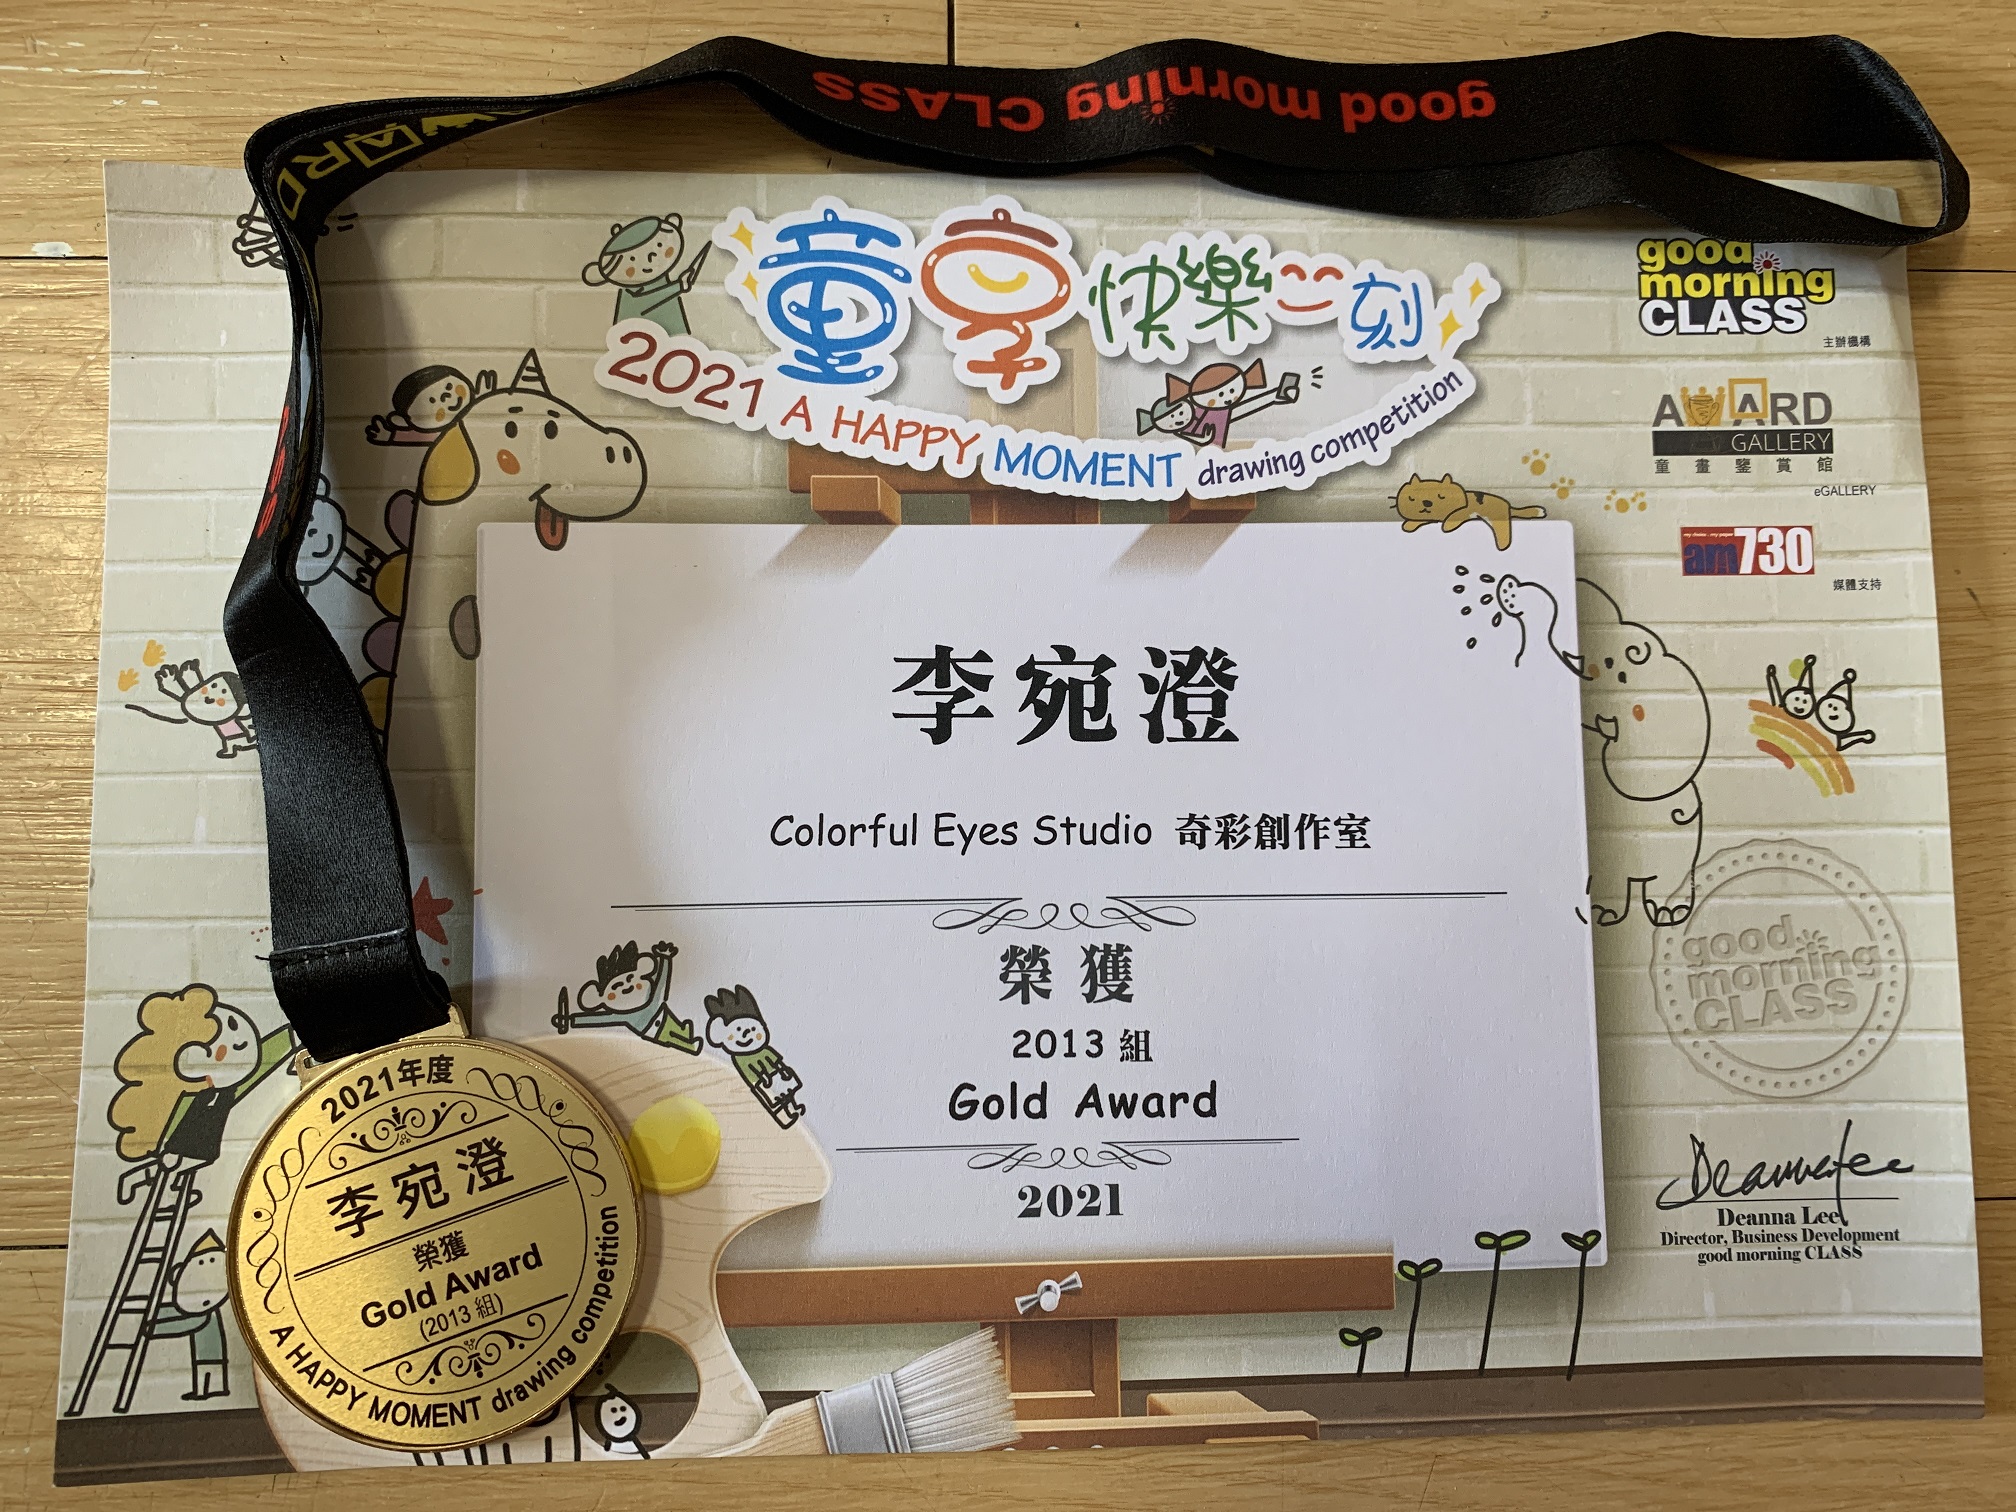 good morning CLASS
AWARD
童享快樂一刻
2021 A HAPPY MOMENT drawing competition
good
morning
CLASS
主辦機構
AWARD
GALLERY
童畫鑒賞館
eGALLERY
am730
媒體支持
李宛澄
Colorful Eyes Studio 奇彩創作室
榮獲
2013 組
Gold Award
2021
good
morning
CLASS
Deanna Lee
Director, Business Development
good morning CLASS
2021年度
李宛澄
榮獲
Gold Award
(2013 組)
A HAPPY MOMENT drawing competition